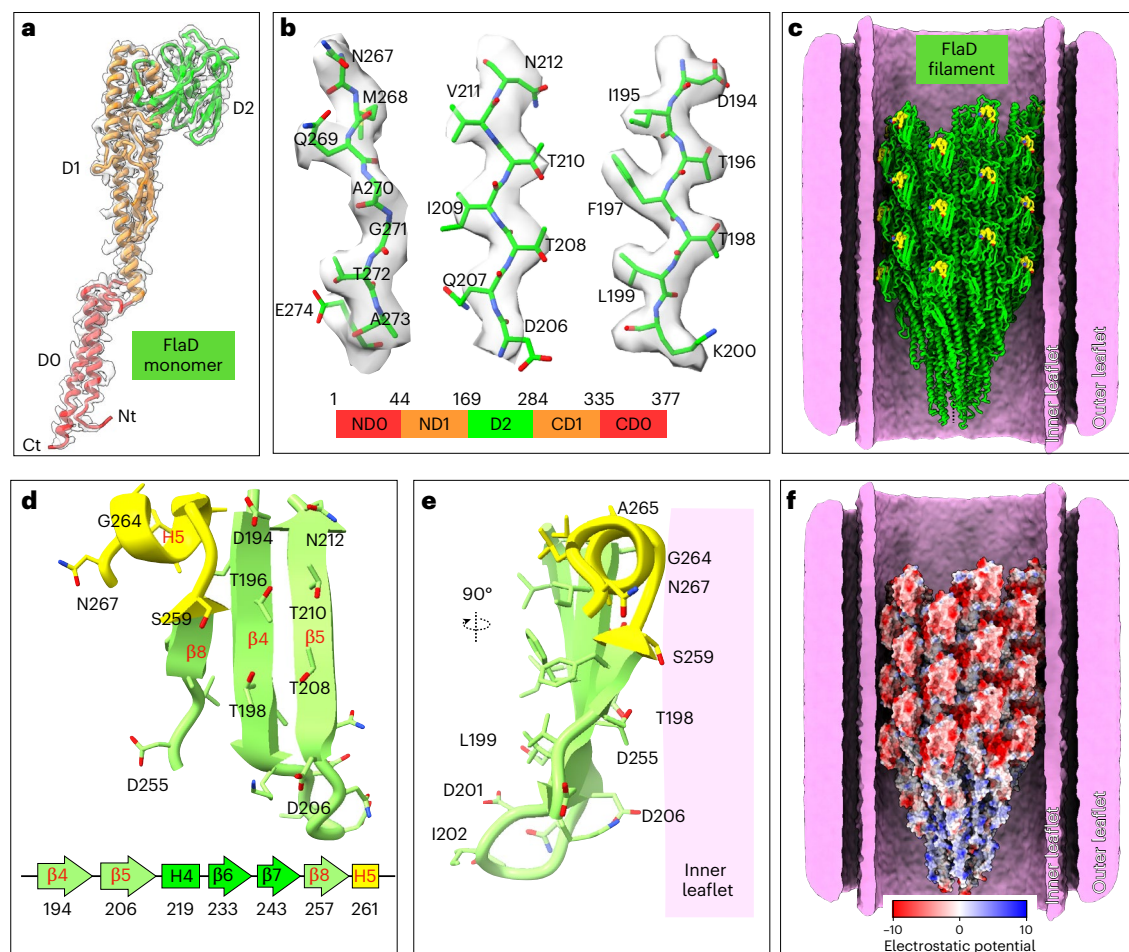 a
D2
D1
D0
FlaD
monomer
Nt
Ct
b
N267
M268
Q269
A270
G271
T272
E274
A273
N212
V211
T210
I209
T208
Q207
D206
I195
D194
T196
F197
T198
L199
K200
1 44 169 284 335 377
ND0 ND1 D2 CD1 CD0
c
FlaD
filament
Inner leaflet
Outer leaflet
d
G264
H5
D194
N212
N267
T196
S259
T210
β8
β4
β5
T208
T198
D255
D206
β4 β5 H4 β6 β7 β8 H5
194 206 219 233 243 257 261
e
A265
G264
N267
90°
S259
T198
L199
D255
D201
D206
I202
Inner
leaflet
f
Inner leaflet
Outer leaflet
–10 0 10
Electrostatic potential